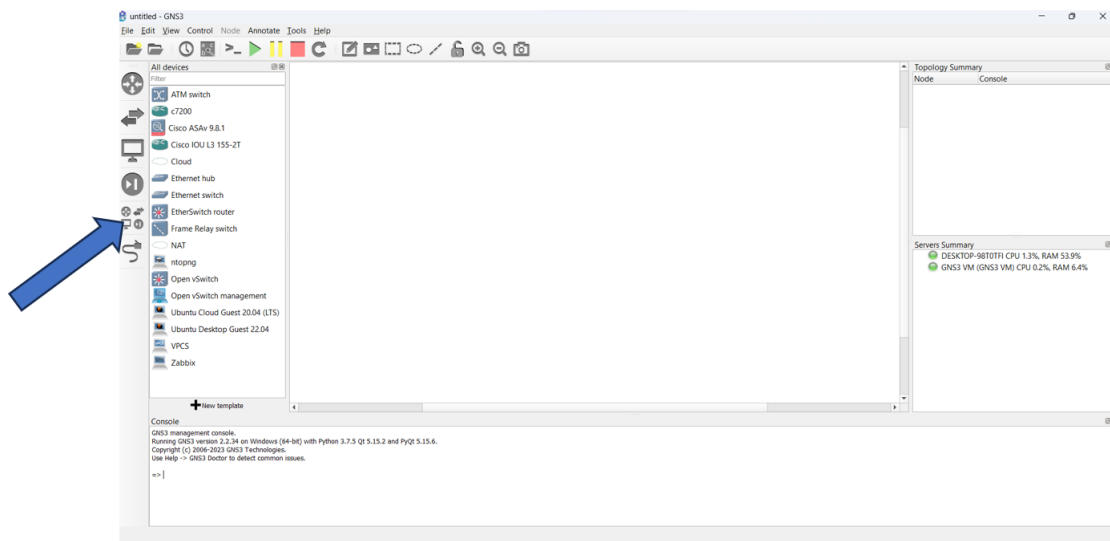 untitled - GNS3
File Edit View Control Node Annotate Tools Help
All devices
Filter
ATM switch
c7200
Cisco ASAv 9.8.1
Cisco IOU L3 155-2T
Cloud
Ethernet hub
Ethernet switch
EtherSwitch router
Frame Relay switch
NAT
ntopng
Open vSwitch
Open vSwitch management
Ubuntu Cloud Guest 20.04 (LTS)
Ubuntu Desktop Guest 22.04
VPCS
Zabbix
New template
Topology Summary
Node Console
Servers Summary
DESKTOP-98T0TFI CPU 1.3%, RAM 53.9%
GNS3 VM (GNS3 VM) CPU 0.2%, RAM 6.4%
Console
GNS3 management console.
Running GNS3 version 2.2.34 on Windows (64-bit) with Python 3.7.5 Qt 5.15.2 and PyQt 5.15.6.
Copyright (c) 2006-2023 GNS3 Technologies.
Use Help -> GNS3 Doctor to detect common issues.
=>